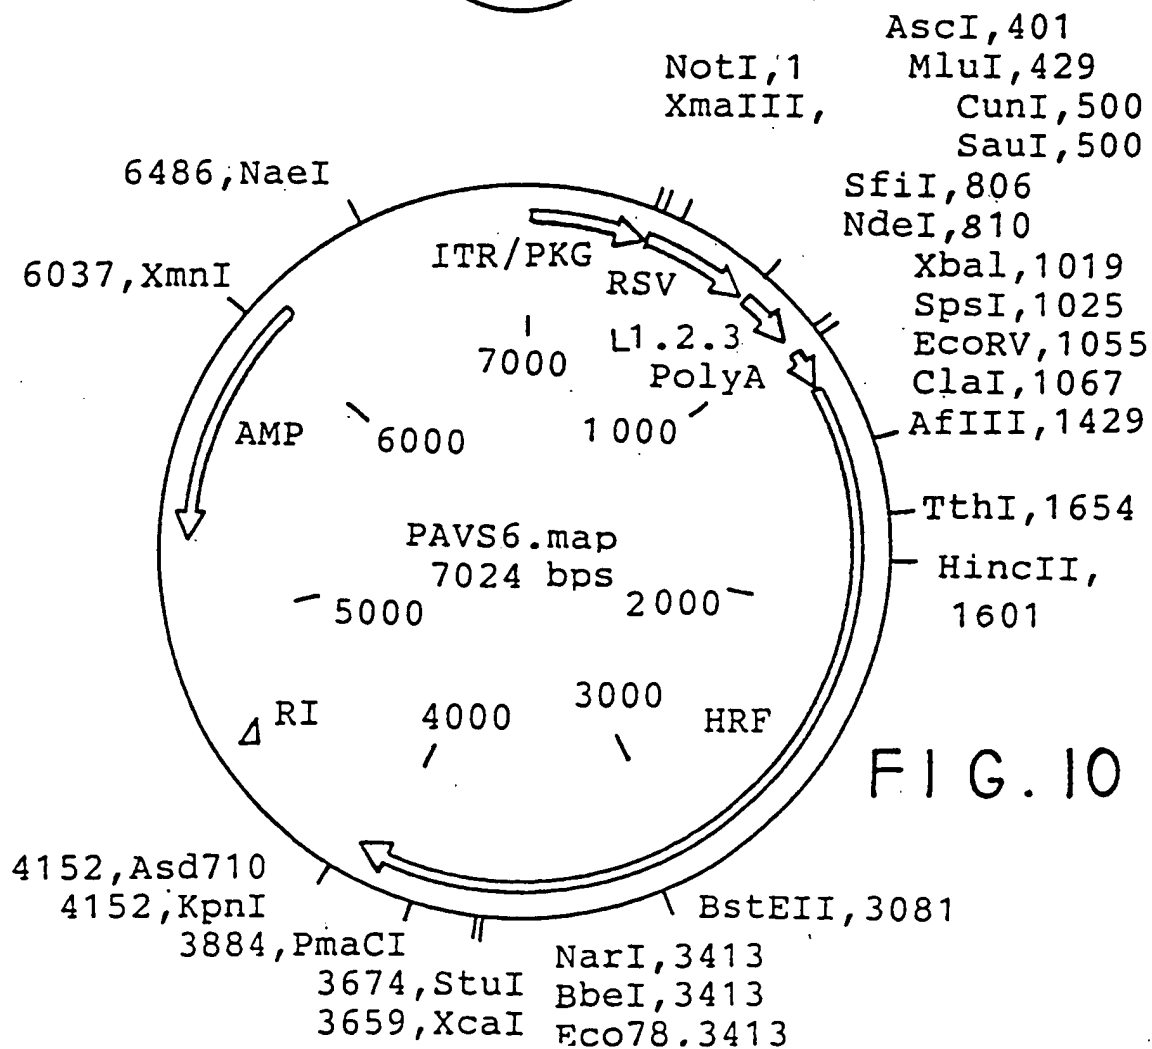 AscI,401
NotI,1
MluI,429
XmaIII,
CunI,500
SauI,500
6486,NaeI
SfiI,806
NdeI,810
6037,XmnI
ITR/PKG
RSV
Xbal,1019
SpsI,1025
L1.2.3
EcoRV,1055
7000
PolyA
ClaI,1067
AMP
6000
1000
AfIII,1429
TthI,1654
PAVS6.map
7024 bps
HincII,
1601
5000
2000
3000
RI
4000
HRF
FIG.10
4152,Asd710
4152,KpnI
BstEII,3081
3884,PmaCI
NarI,3413
3674,StuI
BbeI,3413
3659,XcaI
Eco78.3413